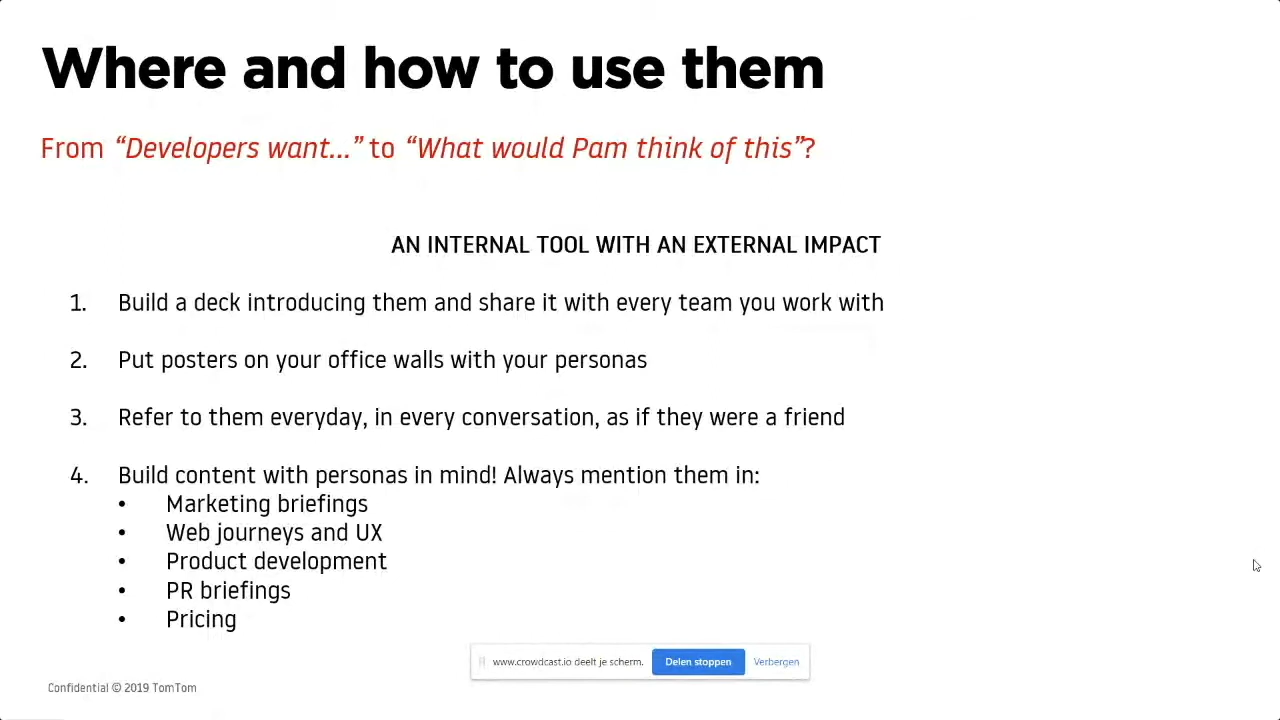 Where and how to use them
From “Developers want...” to “What would Pam think of this”?
AN INTERNAL TOOL WITH AN EXTERNAL IMPACT
1. Build a deck introducing them and share it with every team you work with
2. Put posters on your office walls with your personas
3. Refer to them everyday, in every conversation, as if they were a friend
4. Build content with personas in mind! Always mention them in:
• Marketing briefings
• Web journeys and UX
• Product development
• PR briefings
• Pricing
www.crowdcast.io deelt je scherm. Delen stoppen Verbergen
Confidential © 2019 TomTom